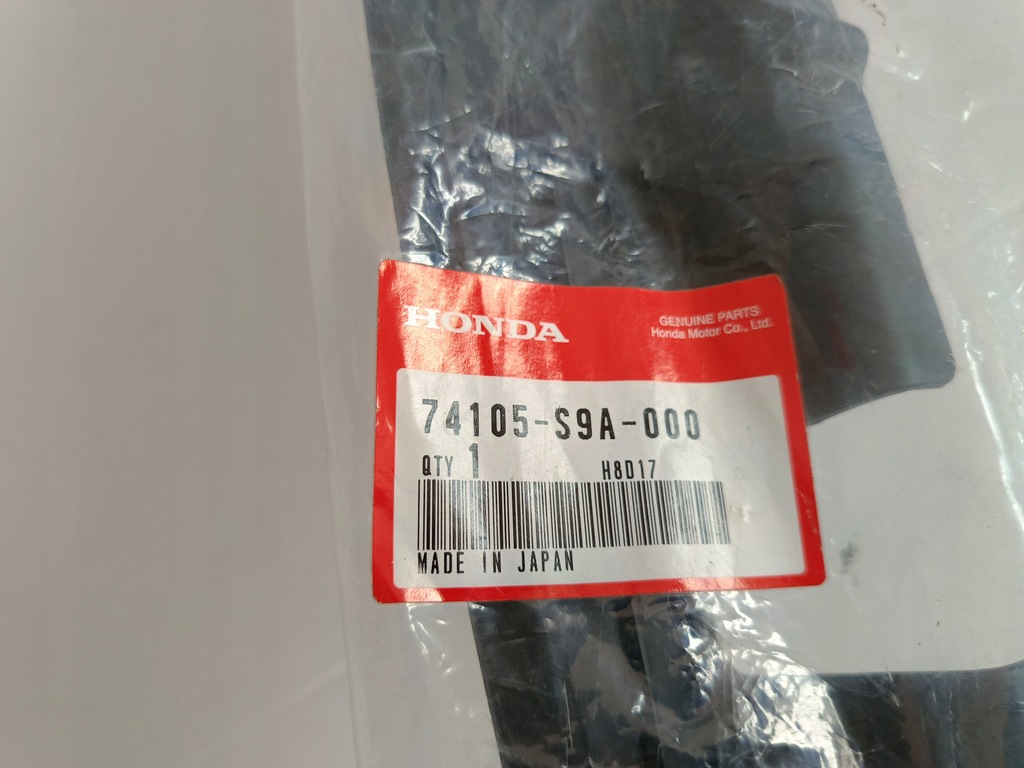 HONDA
GENUINE PARTS
Honda Motor Co., Ltd.
74105-S9A-000
QTY 1 H8D17
MADE IN JAPAN